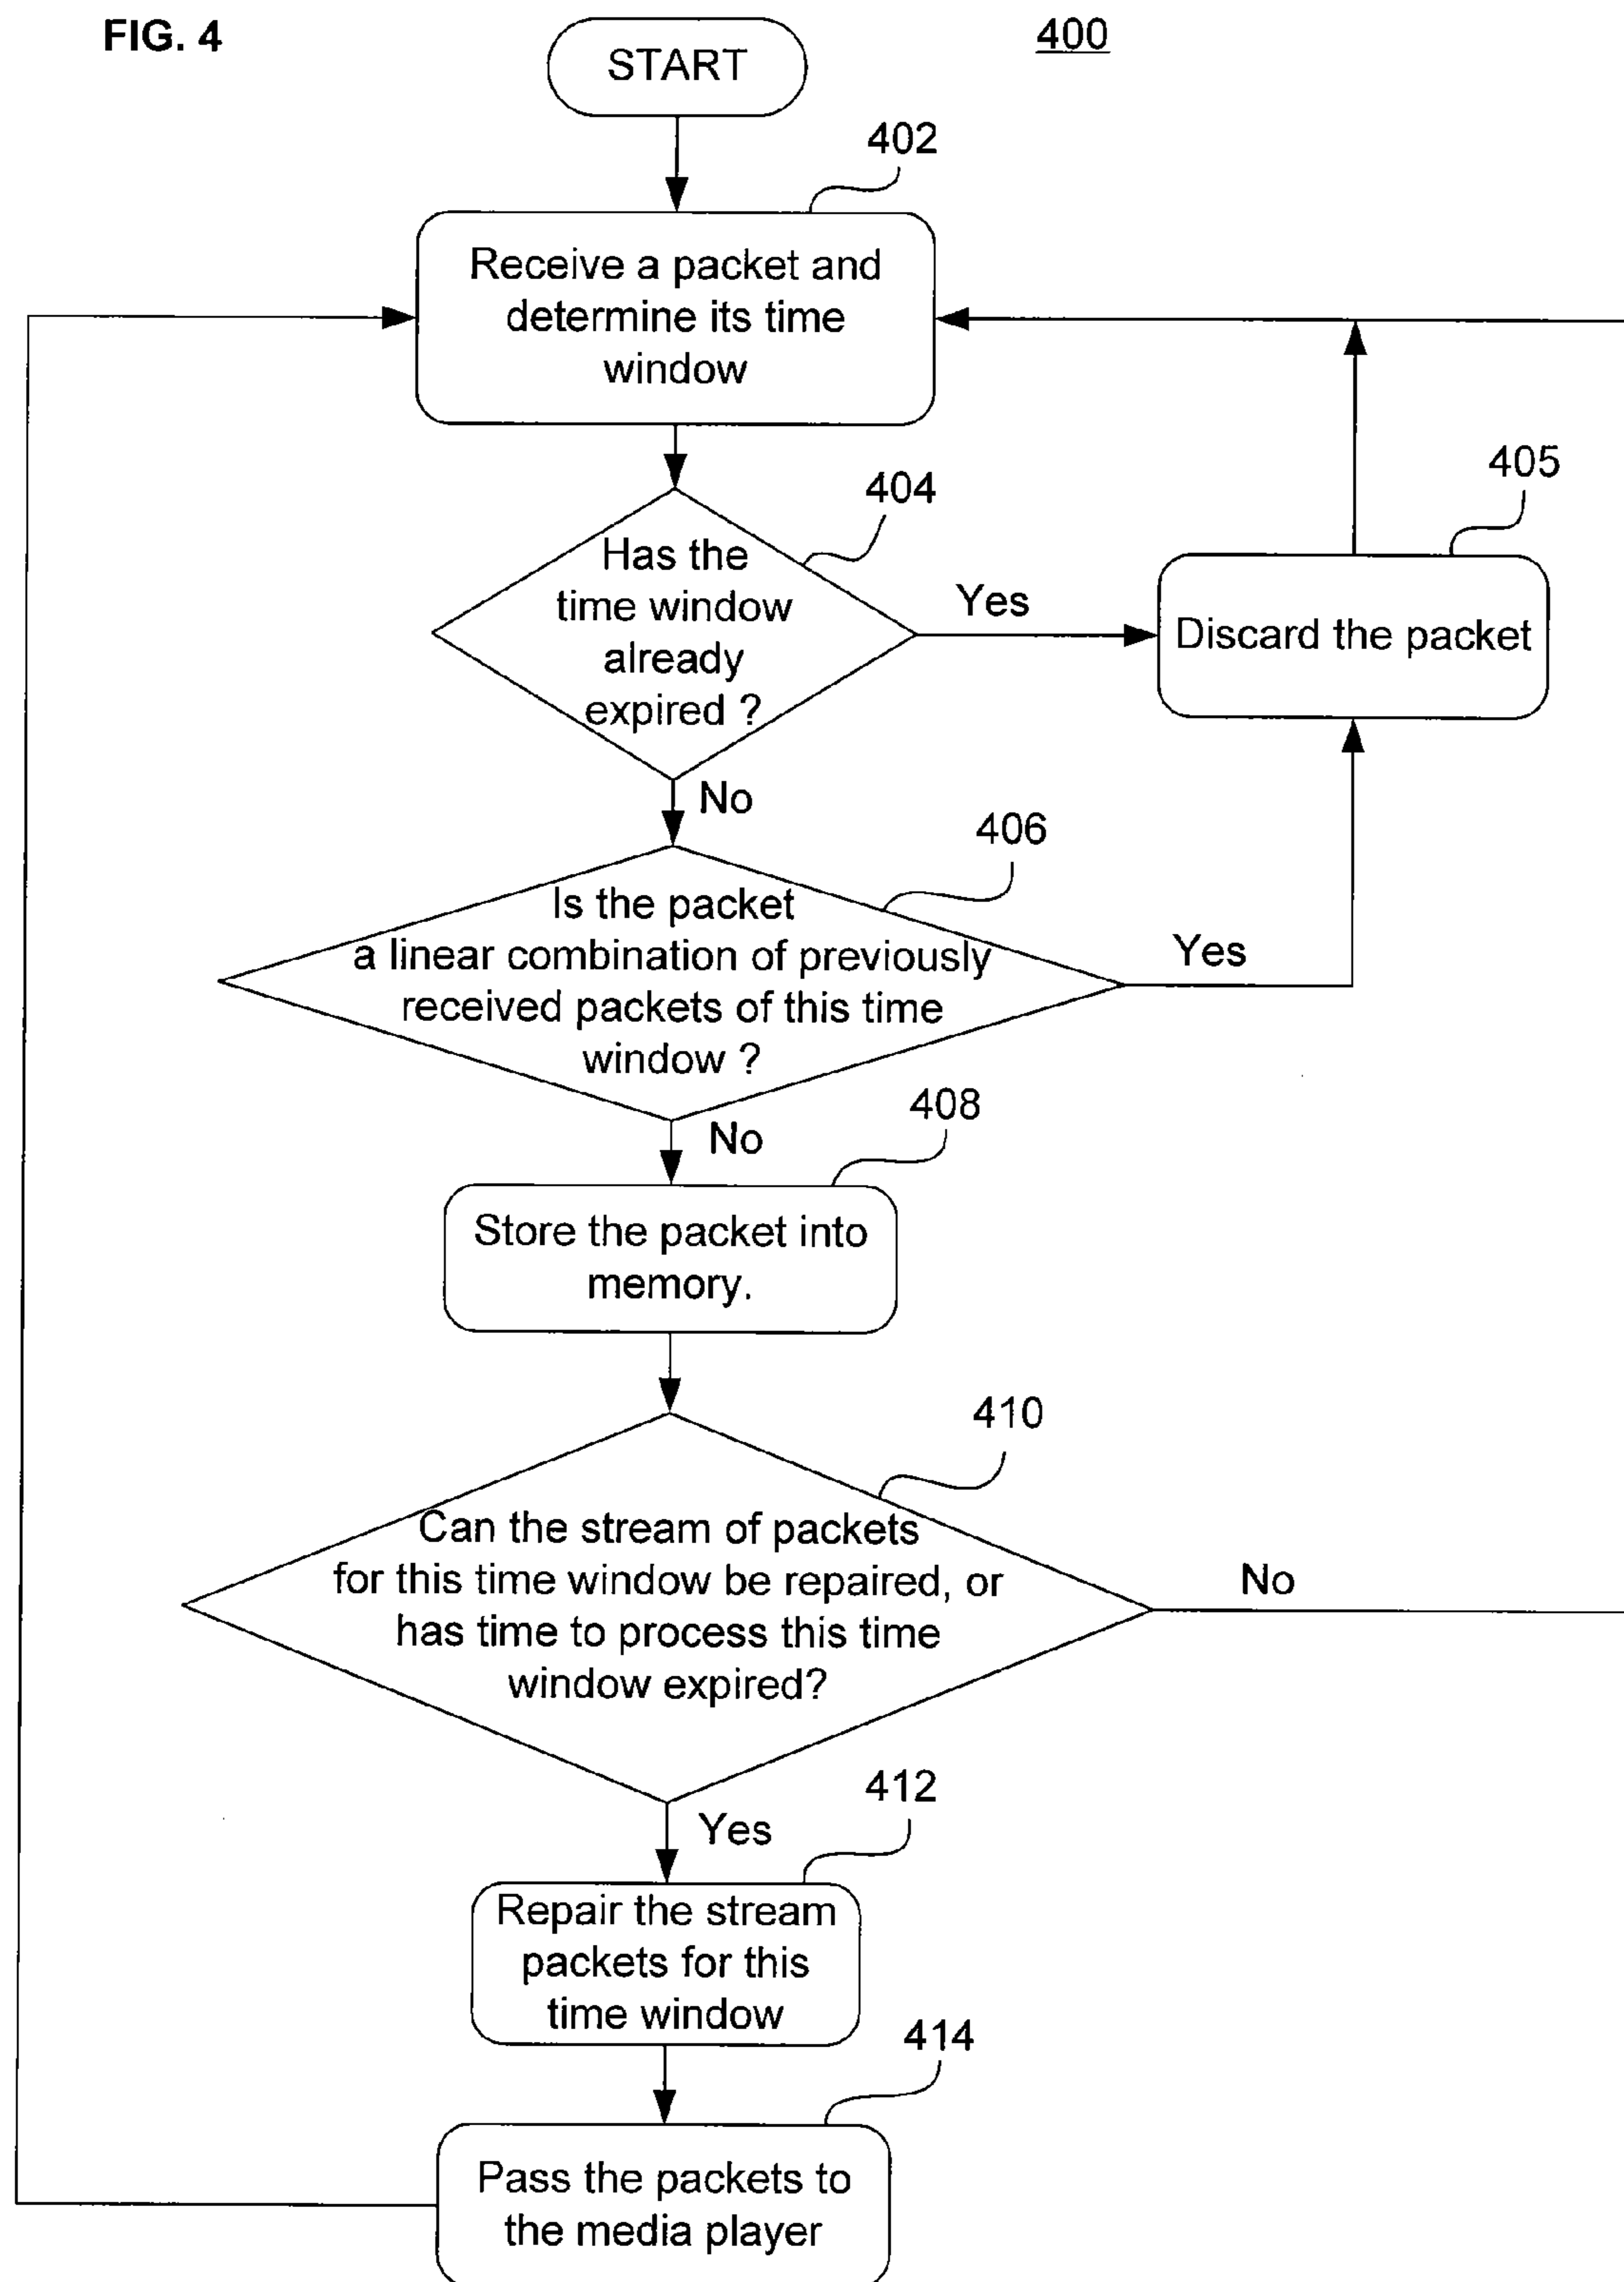 FIG. 4
400
START
402
Receive a packet and
determine its time
window
404
405
Has the
time window
already
expired ?
Yes
Discard the packet
No
406
Is the packet
a linear combination of previously
received packets of this time
window ?
Yes
408
No
Store the packet into
memory.
410
Can the stream of packets
for this time window be repaired, or
has time to process this time
window expired?
No
412
Yes
Repair the stream
packets for this
time window
414
Pass the packets to
the media player